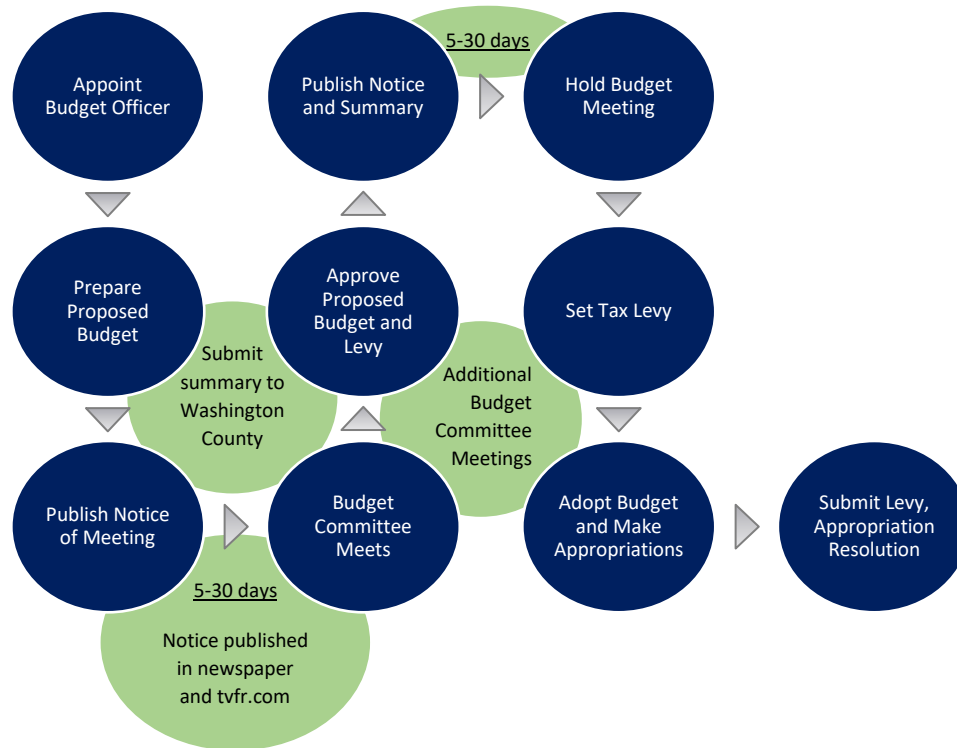 Appoint
Budget Officer
Prepare
Proposed
Budget
Publish Notice
of Meeting
5-30 days
Notice published
in newspaper
and tvfr.com
Submit
summary to
Washington
County
Budget
Committee
Meets
Approve
Proposed
Budget and
Levy
Additional
Budget
Committee
Meetings
Publish Notice
and Summary
5-30 days
Hold Budget
Meeting
Set Tax Levy
Adopt Budget
and Make
Appropriations
Submit Levy,
Appropriation
Resolution